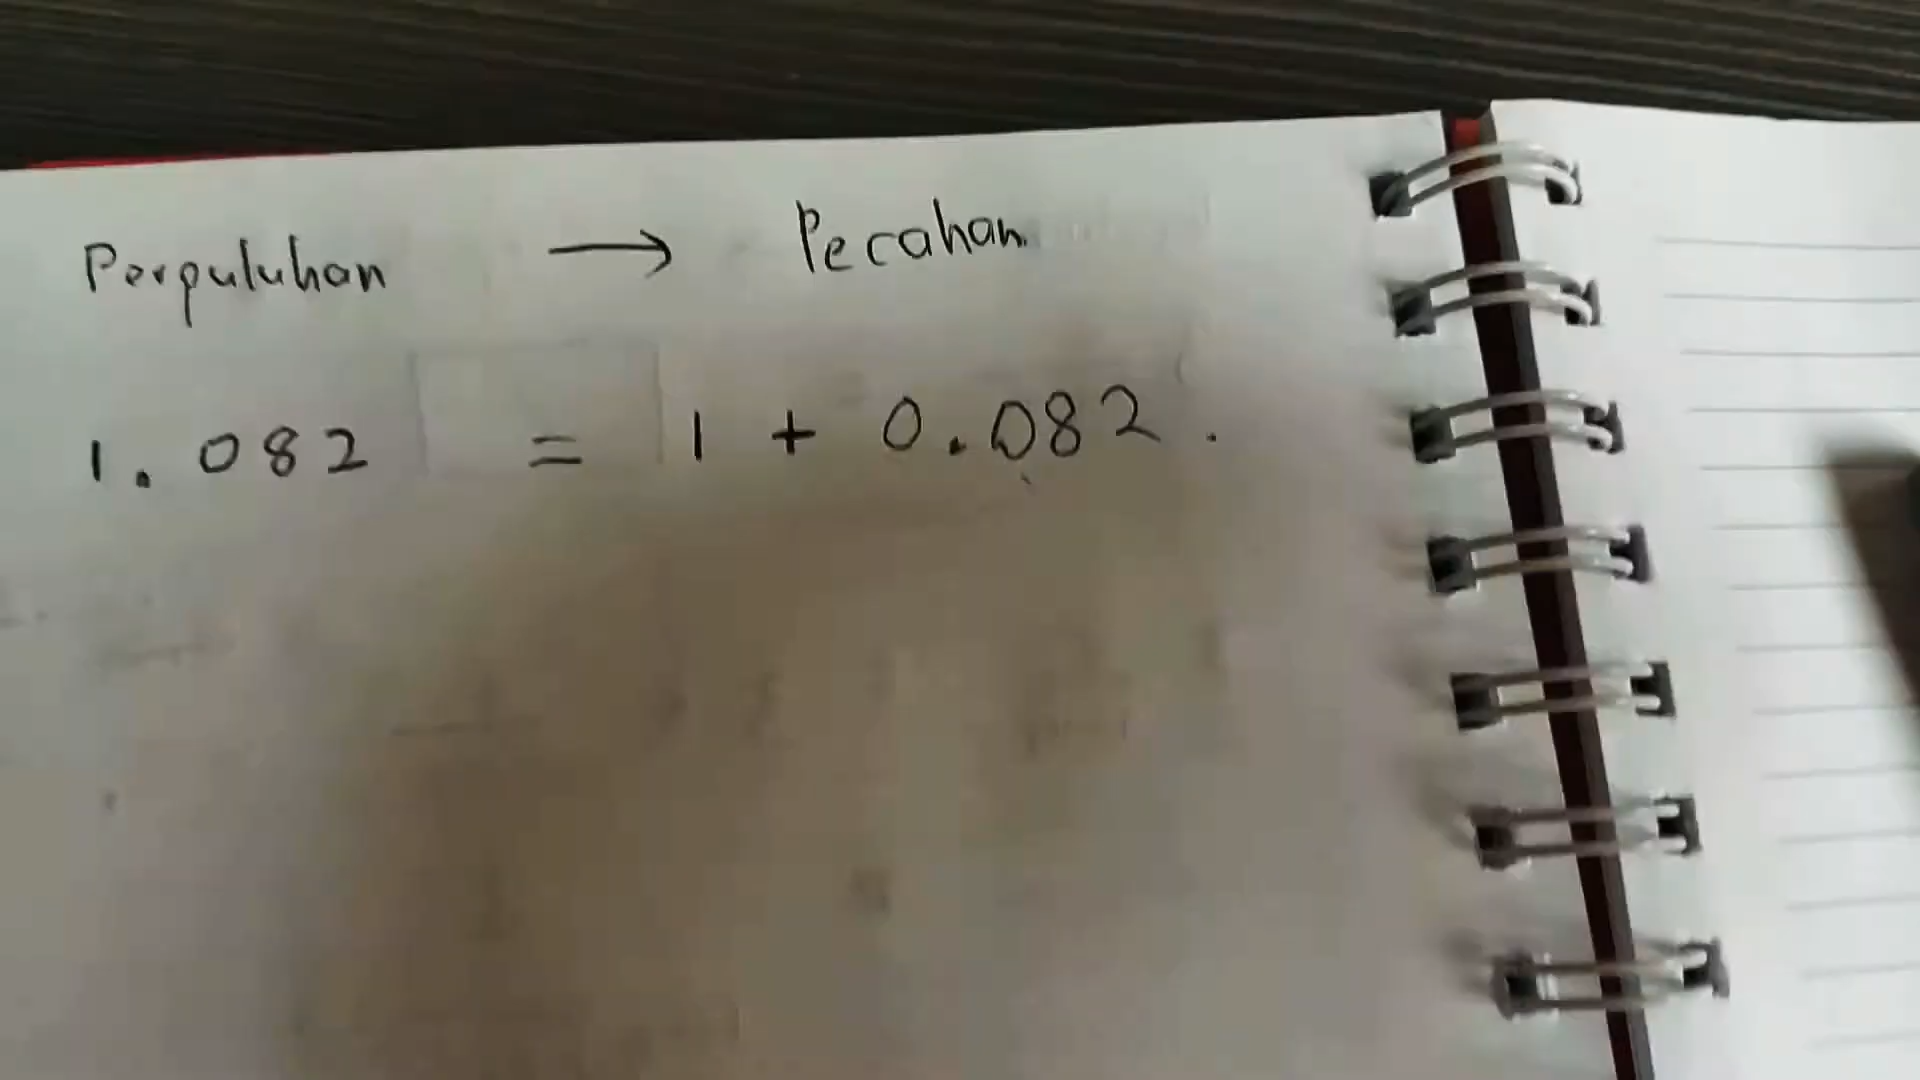 Perpuluhan → Pecahan
1.082 = 1 + 0.082.